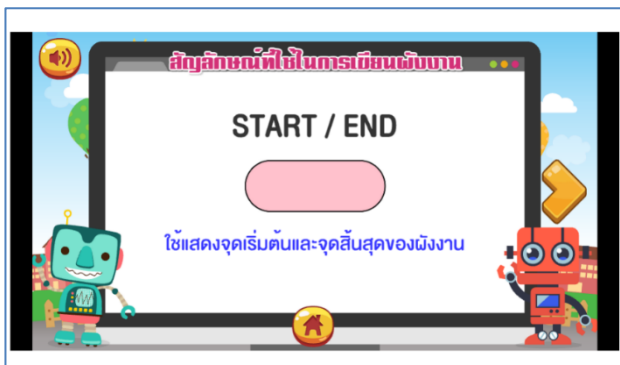 สัญลักษณ์ที่ใช้ในการเขียนผังงาน
START / END
ใช้แสดงจุดเริ่มต้นและจุดสิ้นสุดของผังงาน